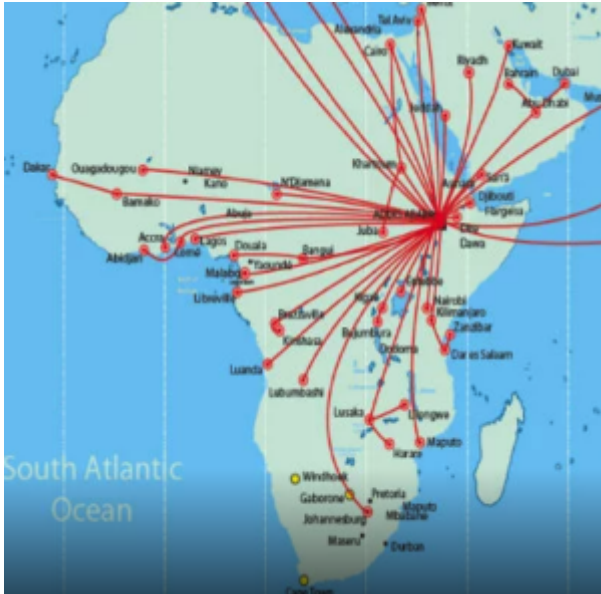 Tel Aviv
Alexandria
Cairo
Kuwait
Riyadh
Bahrain
Dubai
Abu Dhabi
Jeddah
Khartoum
Dakar
Ouagadougou
Niamey
Kano
N'Djamena
Bamako
Djibouti
Hargeisa
Dire
Dawa
Abuja
Juba
Accra
Lomé
Lagos
Abidjan
Douala
Bangui
Malabo
Yaoundé
Libreville
Entebbe
Kigali
Nairobi
Kilimanjaro
Bujumbura
Zanzibar
Brazzaville
Kinshasa
Dodoma
Dar es Salaam
Luanda
Lubumbashi
Lusaka
Lilongwe
Harare
Maputo
South Atlantic
Ocean
Windhoek
Gaborone
Pretoria
Maputo
Johannesburg
Mbabane
Maseru
Durban
Cape Town